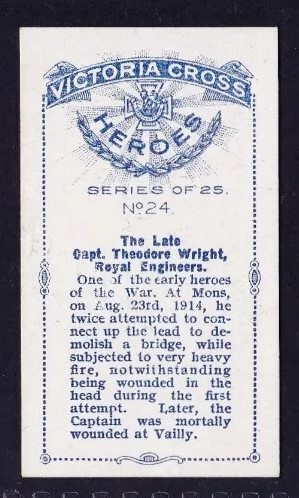 VICTORIA CROSS
HEROES
SERIES OF 25.
No. 24.
The Late
Capt. Theodore Wright,
Royal Engineers.
One of the early heroes
of the War. At Mons,
on Aug. 23rd, 1914, he
twice attempted to con-
nect up the lead to de-
molish a bridge, while
subjected to very heavy
fire, notwithstanding
being wounded in the
head during the first
attempt. Later, the
Captain was mortally
wounded at Vailly.